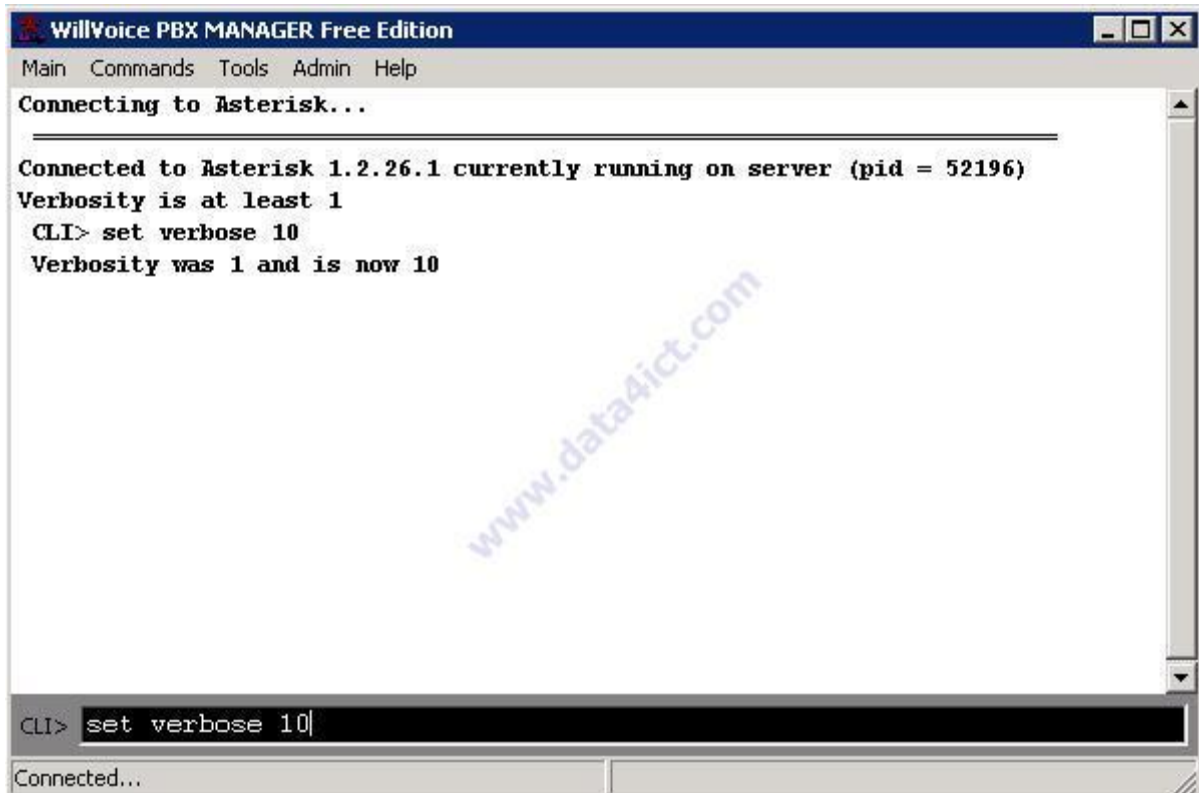 WillVoice PBX MANAGER Free Edition
Main Commands Tools Admin Help
Connecting to Asterisk...
Connected to Asterisk 1.2.26.1 currently running on server (pid = 52196)
Verbosity is at least 1
CLI> set verbose 10
Verbosity was 1 and is now 10
www.data4ict.com
CLI> set verbose 10
Connected...